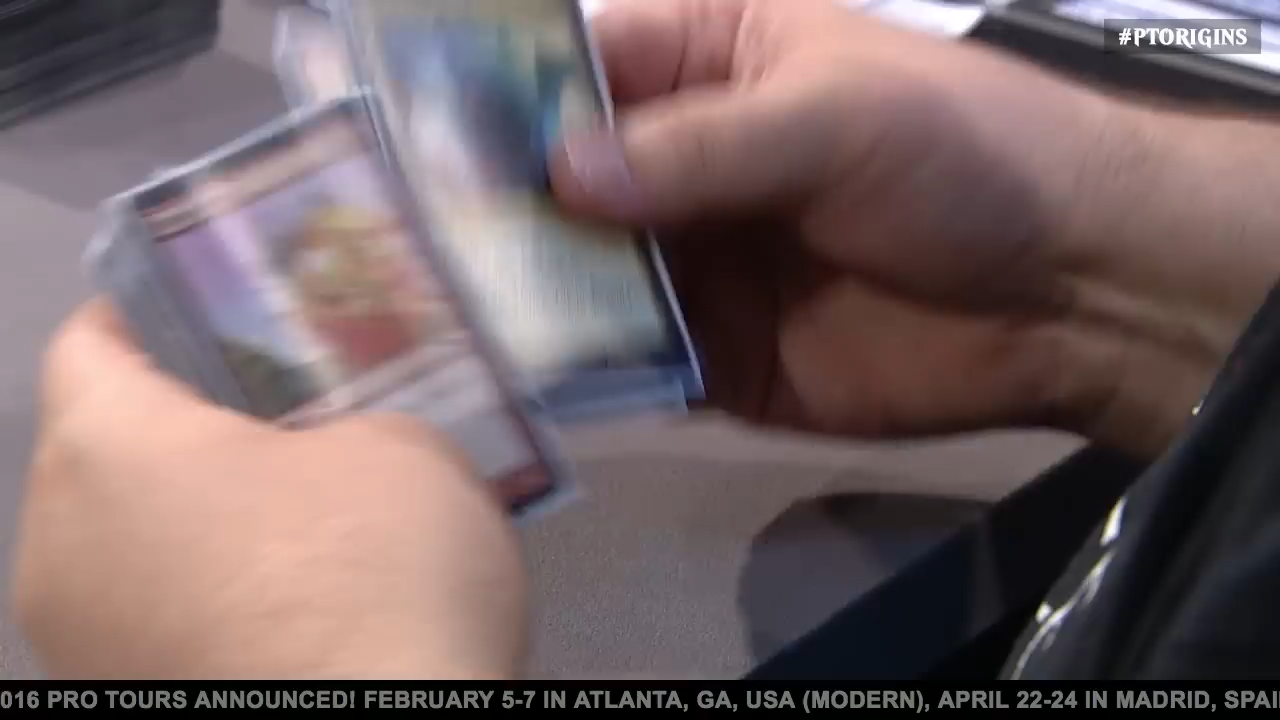 #PTORIGINS
016 PRO TOURS ANNOUNCED! FEBRUARY 5-7 IN ATLANTA, GA, USA (MODERN), APRIL 22-24 IN MADRID, SPAI